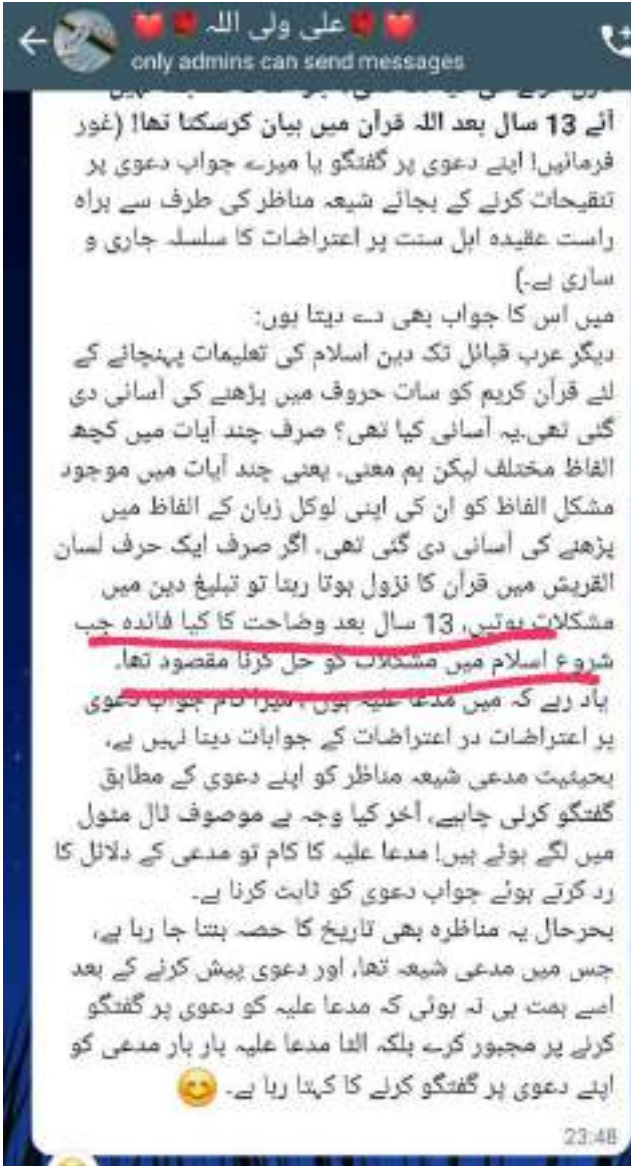 علی ولی اللہ
only admins can send messages
آئے 13 سال بعد اللہ قرآن میں بیان کرسکتا تھا! (غور
فرمائیں! اپنے دعوی پر گفتگو یا میرے جواب دعوی پر
تنقیحات کرنے کے بجائے شیعہ مناظر کی طرف سے براہ
راست عقیدہ اہل سنت پر اعتراضات کا سلسلہ جاری و
ساری ہے۔)
میں اس کا جواب بھی دے دیتا ہوں:
دیگر عرب قبائل تک دین اسلام کی تعلیمات پہنچانے کے
لئے قرآن کریم کو سات حروف میں پڑھنے کی آسانی دی
گئی تھی۔یہ آسانی کیا تھی؟ صرف چند آیات میں کچھ
الفاظ مختلف لیکن ہم معنی۔ یعنی چند آیات میں موجود
مشکل الفاظ کو ان کی اپنی لوکل زبان کے الفاظ میں
پڑھنے کی آسانی دی گئی تھی۔ اگر صرف ایک حرف لسان
القریش میں قرآن کا نزول ہوتا رہتا تو تبلیغ دین میں
مشکلات ہوتیں، 13 سال بعد وضاحت کا کیا فائدہ جب
شروع اسلام میں مشکلات کو حل کرنا مقصود تھا۔
یاد رہے کہ میں مدعا علیہ ہوں، میرا کام جواب دعوی
پر اعتراضات در اعتراضات کے جوابات دینا نہیں ہے،
بحیثیت مدعی شیعہ مناظر کو اپنے دعوی کے مطابق
گفتگو کرنی چاہیے، آخر کیا وجہ ہے موصوف ٹال مٹول
میں لگے ہوئے ہیں! مدعا علیہ کا کام تو مدعی کے دلائل کا
رد کرتے ہوئے جواب دعوی کو ثابت کرنا ہے۔
بحرحال یہ مناظرہ بھی تاریخ کا حصہ بنتا جا رہا ہے،
جس میں مدعی شیعہ تھا، اور دعوی پیش کرنے کے بعد
اسے ہمت ہی نہ ہوئی کہ مدعا علیہ کو دعوی پر گفتگو
کرنے پر مجبور کرے بلکہ الٹا مدعا علیہ بار بار مدعی کو
اپنے دعوی پر گفتگو کرنے کا کہتا رہا ہے۔ 😊
23:48